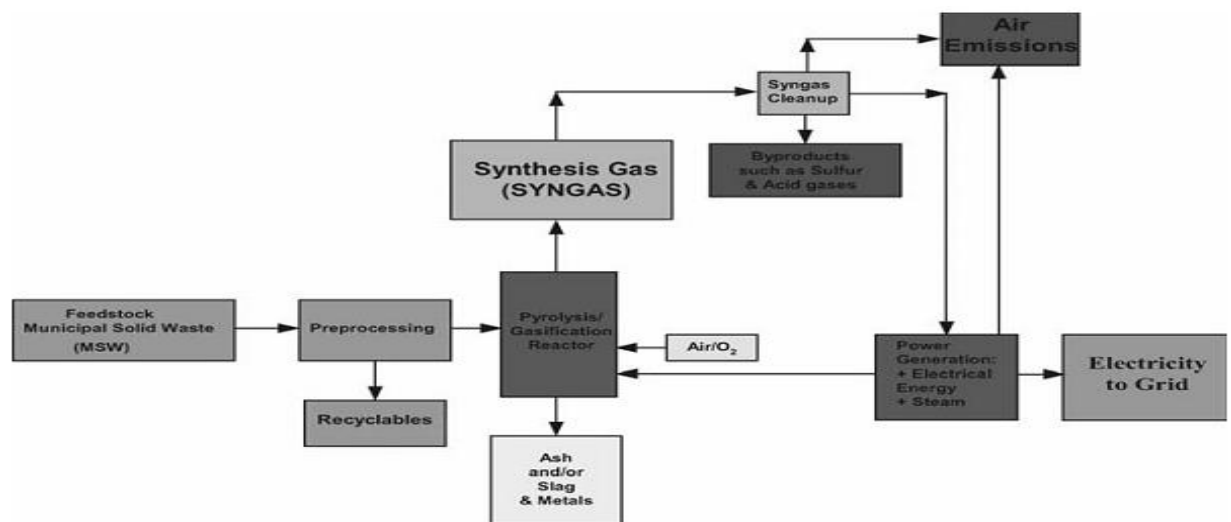 Air
Emissions
Syngas
Cleanup
Byproducts
such as Sulfur
& Acid gases
Synthesis Gas
(SYNGAS)
Feedstock
Municipal Solid Waste
(MSW)
Preprocessing
Pyrolysis/
Gasification
Reactor
Air/O₂
Power
Generation:
+ Electrical
Energy
+ Steam
Electricity
to Grid
Recyclables
Ash
and/or
Slag
& Metals